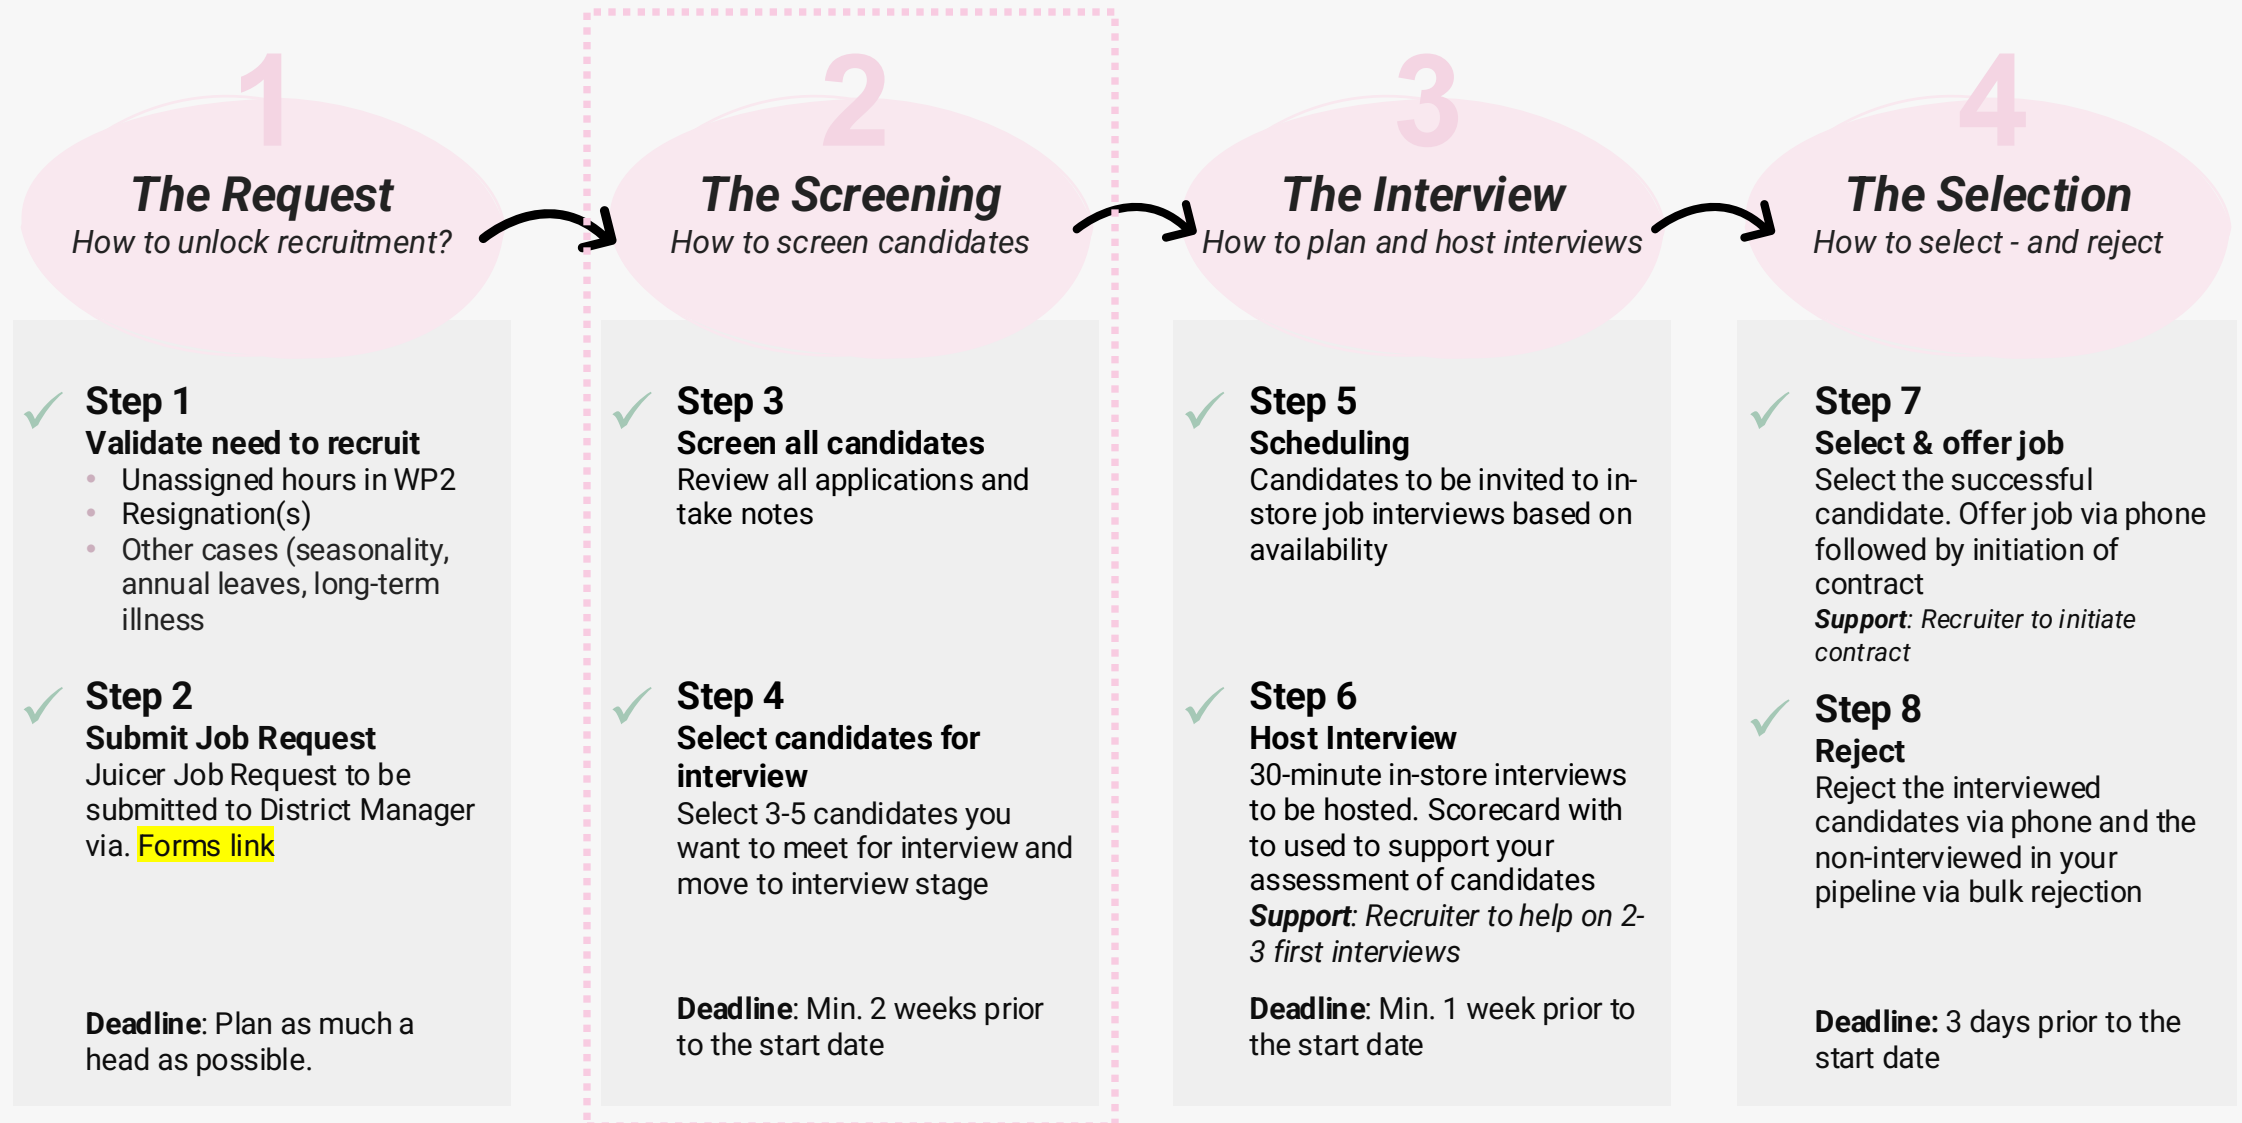 1
The Request
How to unlock recruitment?
Step 1
Validate need to recruit
• Unassigned hours in WP2
• Resignation(s)
• Other cases (seasonality,
annual leaves, long-term
illness
Step 2
Submit Job Request
Juicer Job Request to be
submitted to District Manager
via. Forms link
Deadline: Plan as much a
head as possible.
2
The Screening
How to screen candidates
Step 3
Screen all candidates
Review all applications and
take notes
Step 4
Select candidates for
interview
Select 3-5 candidates you
want to meet for interview and
move to interview stage
Deadline: Min. 2 weeks prior
to the start date
3
The Interview
How to plan and host interviews
Step 5
Scheduling
Candidates to be invited to in-
store job interviews based on
availability
Step 6
Host Interview
30-minute in-store interviews
to be hosted. Scorecard with
to used to support your
assessment of candidates
Support: Recruiter to help on 2-
3 first interviews
Deadline: Min. 1 week prior to
the start date
4
The Selection
How to select - and reject
Step 7
Select & offer job
Select the successful
candidate. Offer job via phone
followed by initiation of
contract
Support: Recruiter to initiate
contract
Step 8
Reject
Reject the interviewed
candidates via phone and the
non-interviewed in your
pipeline via bulk rejection
Deadline: 3 days prior to the
start date